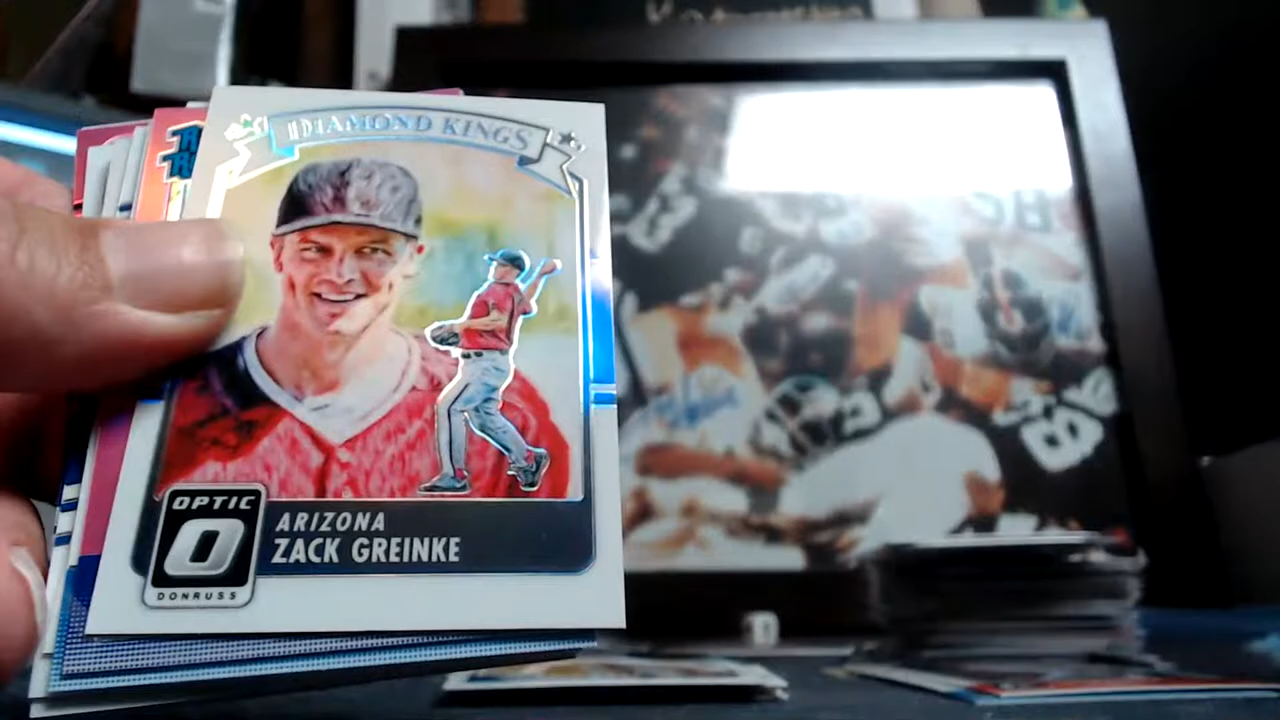 DIAMOND KINGS
OPTIC
O
DONRUSS
ARIZONA
ZACK GREINKE